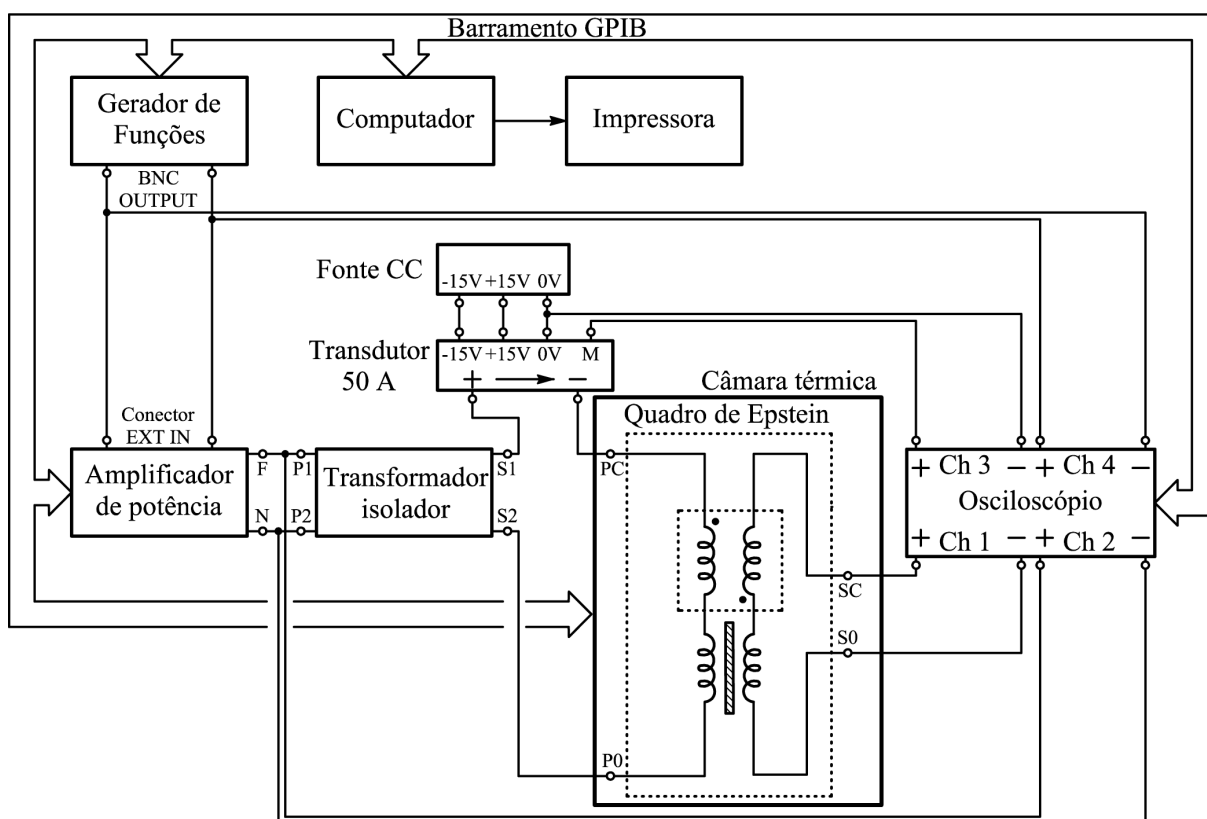 Barramento GPIB
Gerador de
Funções
Computador
Impressora
BNC
OUTPUT
Fonte CC
-15V +15V 0V
Transdutor
50 A
-15V +15V 0V M
+ -
Câmara térmica
Quadro de Epstein
Conector
EXT IN
Amplificador
de potência
F
N
P1
P2
Transformador
isolador
S1
S2
PC
P0
SC
S0
+ Ch 3 - + Ch 4 -
Osciloscópio
+ Ch 1 - + Ch 2 -